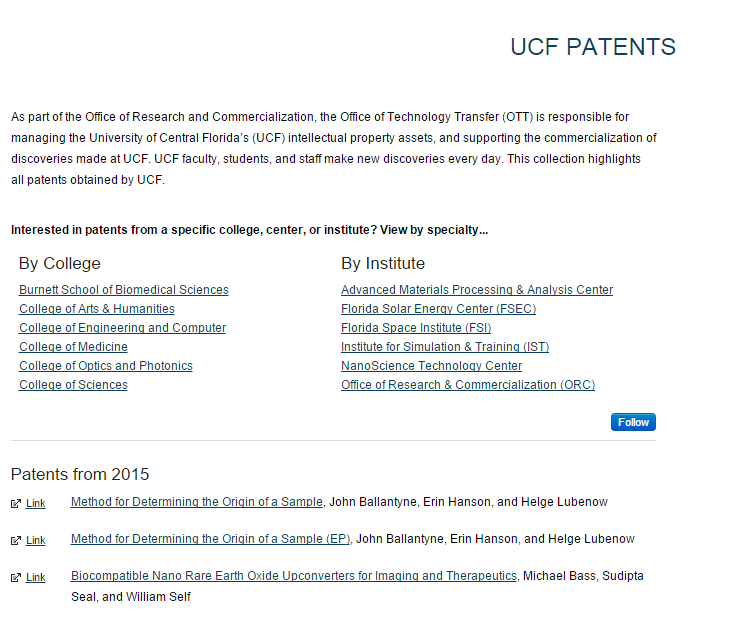 UCF PATENTS
As part of the Office of Research and Commercialization, the Office of Technology Transfer (OTT) is responsible for
managing the University of Central Florida's (UCF) intellectual property assets, and supporting the commercialization of
discoveries made at UCF. UCF faculty, students, and staff make new discoveries every day. This collection highlights
all patents obtained by UCF.
Interested in patents from a specific college, center, or institute? View by specialty...
By College
Burnett School of Biomedical Sciences
College of Arts & Humanities
College of Engineering and Computer
College of Medicine
College of Optics and Photonics
College of Sciences
By Institute
Advanced Materials Processing & Analysis Center
Florida Solar Energy Center (FSEC)
Florida Space Institute (FSI)
Institute for Simulation & Training (IST)
NanoScience Technology Center
Office of Research & Commercialization (ORC)
Follow
Patents from 2015
Link Method for Determining the Origin of a Sample, John Ballantyne, Erin Hanson, and Helge Lubenow
Link Method for Determining the Origin of a Sample (EP), John Ballantyne, Erin Hanson, and Helge Lubenow
Link Biocompatible Nano Rare Earth Oxide Upconverters for Imaging and Therapeutics, Michael Bass, Sudipta
Seal, and William Self